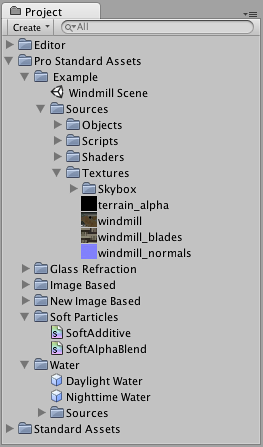 Project
Create
All
Editor
Pro Standard Assets
Example
Windmill Scene
Sources
Objects
Scripts
Shaders
Textures
Skybox
terrain_alpha
windmill
windmill_blades
windmill_normals
Glass Refraction
Image Based
New Image Based
Soft Particles
SoftAdditive
SoftAlphaBlend
Water
Daylight Water
Nighttime Water
Sources
Standard Assets